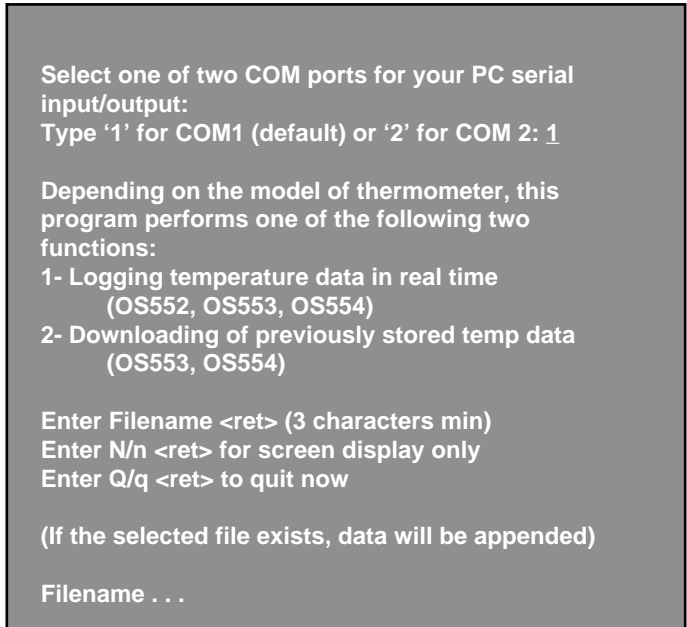 Select one of two COM ports for your PC serial
input/output:
Type ‘1’ for COM1 (default) or ‘2’ for COM 2: 1
Depending on the model of thermometer, this
program performs one of the following two
functions:
1- Logging temperature data in real time
(OS552, OS553, OS554)
2- Downloading of previously stored temp data
(OS553, OS554)
Enter Filename <ret> (3 characters min)
Enter N/n <ret> for screen display only
Enter Q/q <ret> to quit now
(If the selected file exists, data will be appended)
Filename . . .